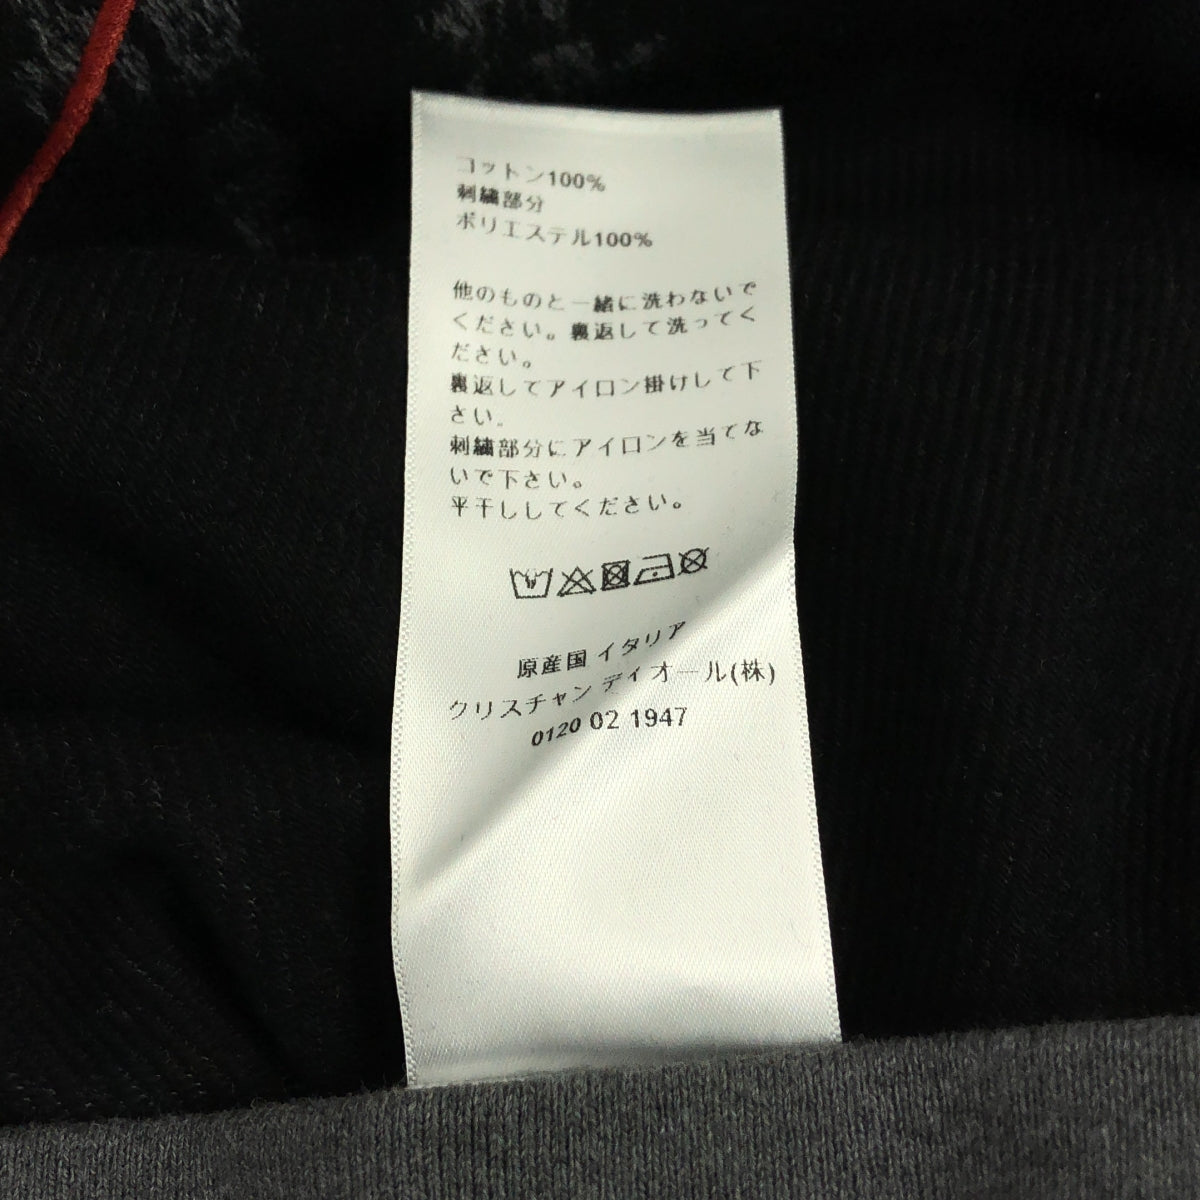 コットン100%
刺繍部分
ポリエステル100%
他のものと一緒に洗わないで
ください。裏返して洗ってく
ださい。
裏返してアイロン掛けして下
さい。
刺繍部分にアイロンを当てな
いで下さい。
平干ししてください。
原産国 イタリア
クリスチャン ディオール(株)
0120 02 1947